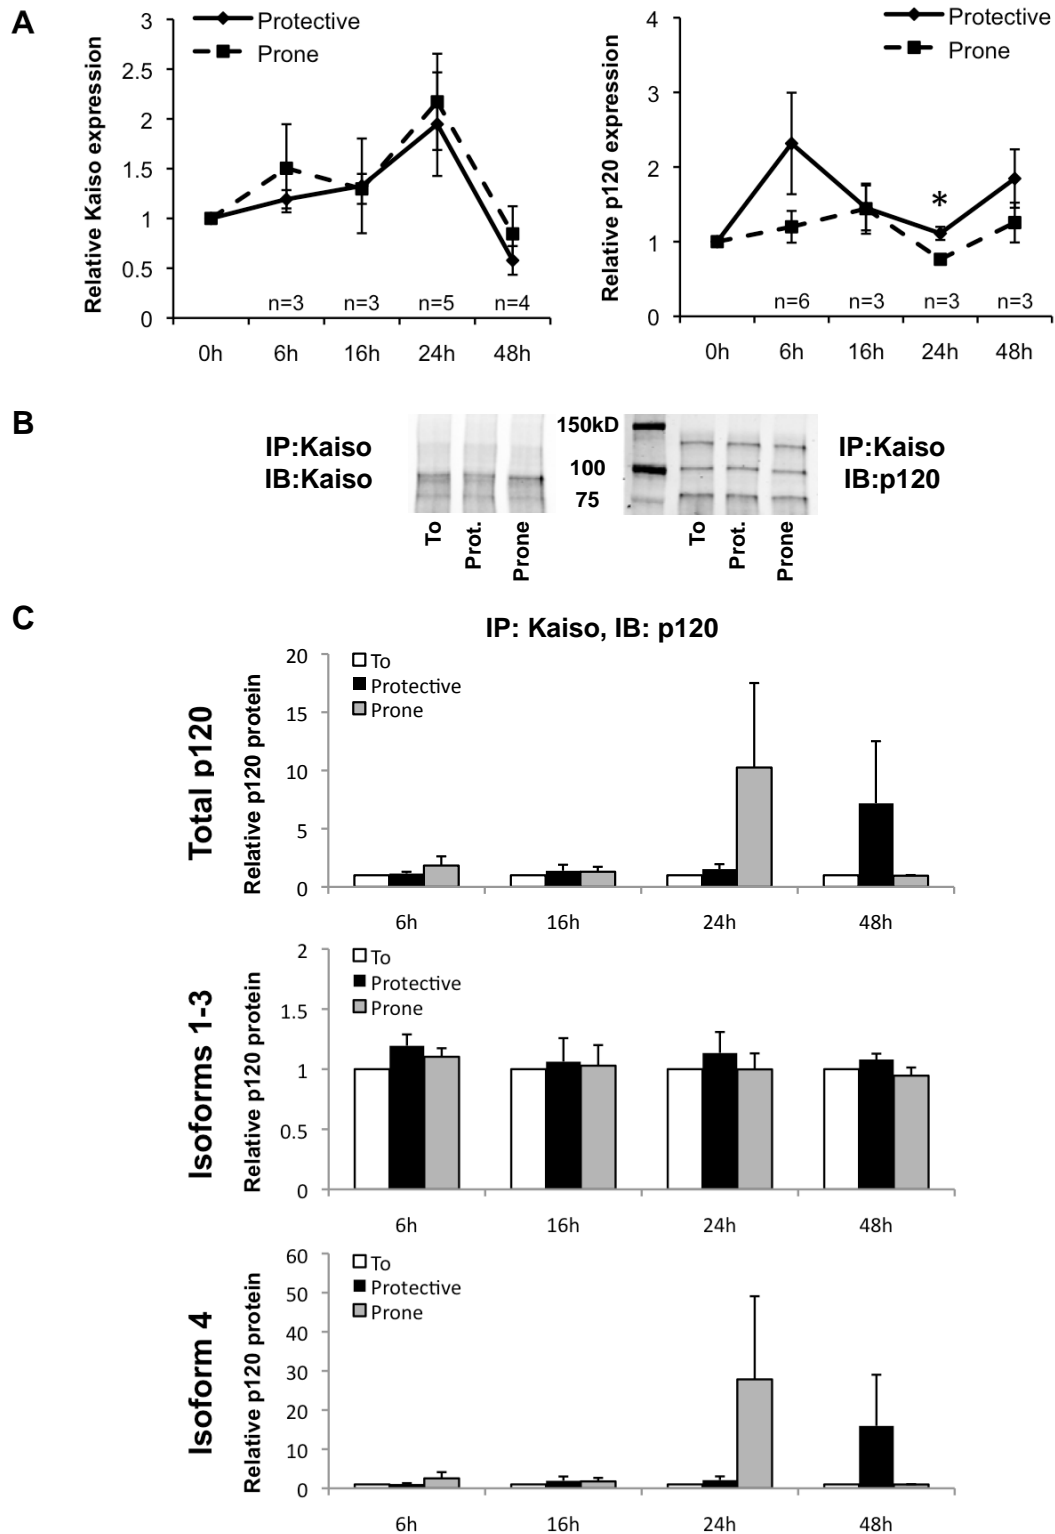 A
Relative Kaiso expression
3
2.5
2
1.5
1
0.5
0
Protective
Prone
n=3
n=3
n=5
n=4
0h
6h
16h
24h
48h
Relative p120 expression
4
3
2
1
0
Protective
Prone
*
n=6
n=3
n=3
n=3
0h
6h
16h
24h
48h
B
IP:Kaiso
IB:Kaiso
150kD
100
75
IP:Kaiso
IB:p120
To
Prot.
Prone
To
Prot.
Prone
C
IP: Kaiso, IB: p120
Total p120
Relative p120 protein
20
15
10
5
0
To
Protective
Prone
6h
16h
24h
48h
Isoforms 1-3
Relative p120 protein
2
1.5
1
0.5
0
To
Protective
Prone
6h
16h
24h
48h
Isoform 4
Relative p120 protein
60
50
40
30
20
10
0
To
Protective
Prone
6h
16h
24h
48h